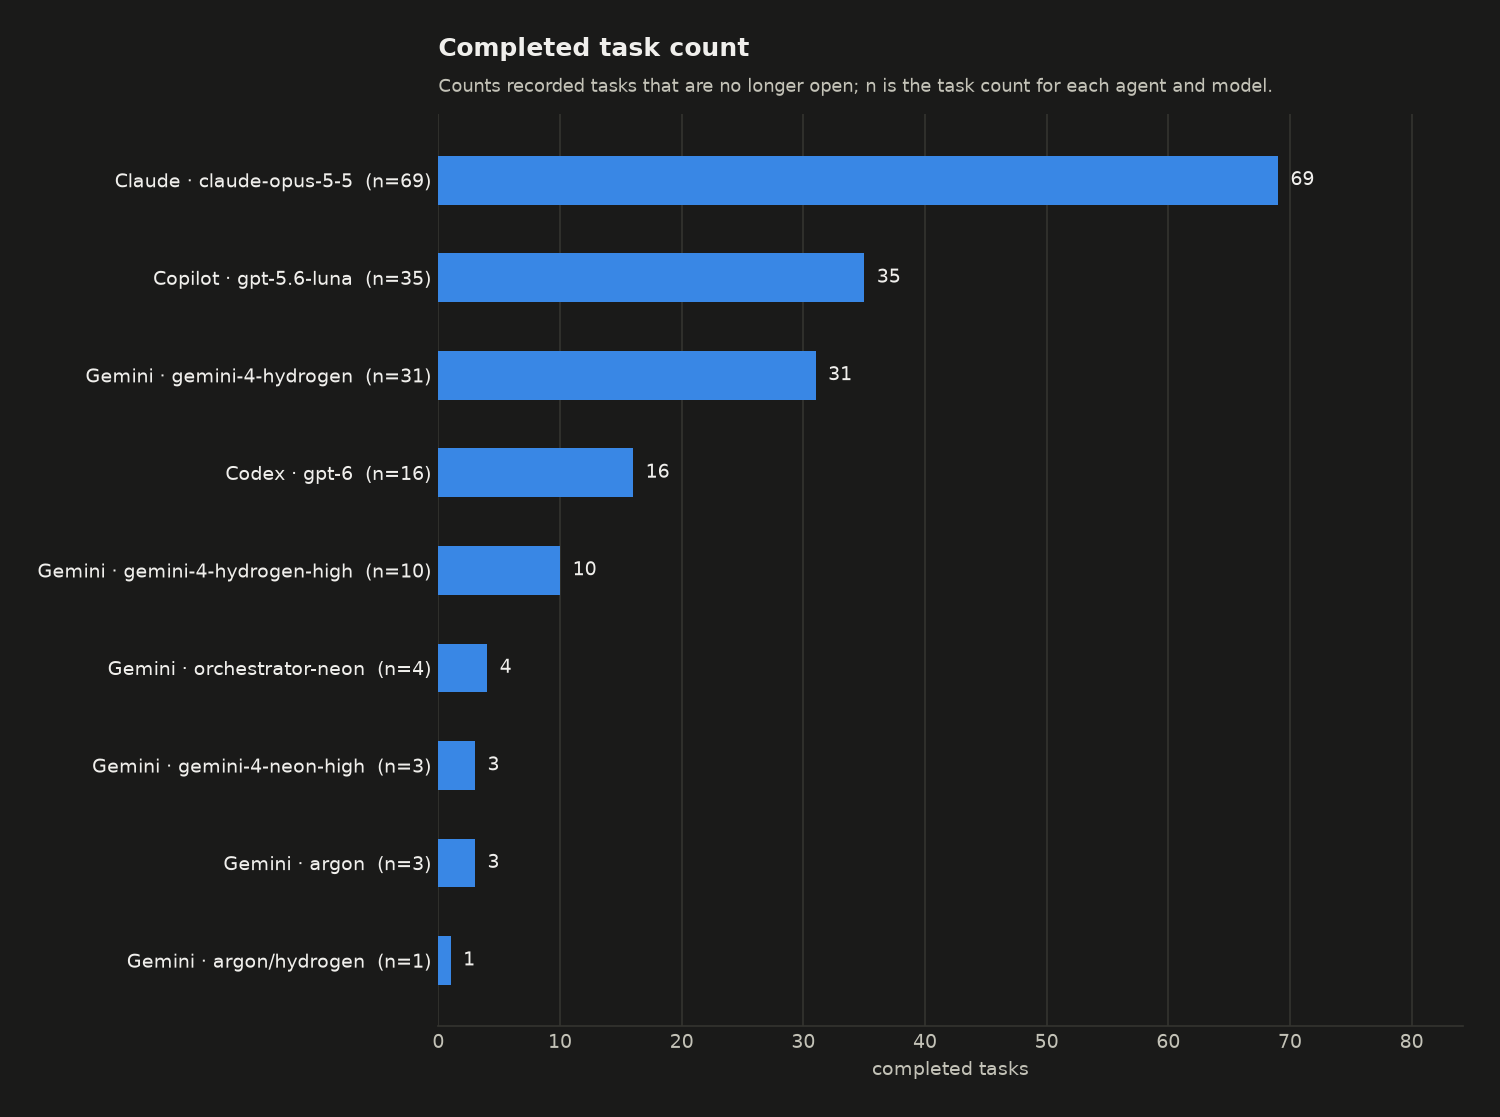 Completed task count
Counts recorded tasks that are no longer open; n is the task count for each agent and model.
Claude · claude-opus-5-5 (n=69)
69
Copilot · gpt-5.6-luna (n=35)
35
Gemini · gemini-4-hydrogen (n=31)
31
Codex · gpt-6 (n=16)
16
Gemini · gemini-4-hydrogen-high (n=10)
10
Gemini · orchestrator-neon (n=4)
4
Gemini · gemini-4-neon-high (n=3)
3
Gemini · argon (n=3)
3
Gemini · argon/hydrogen (n=1)
1
0 10 20 30 40 50 60 70 80
completed tasks